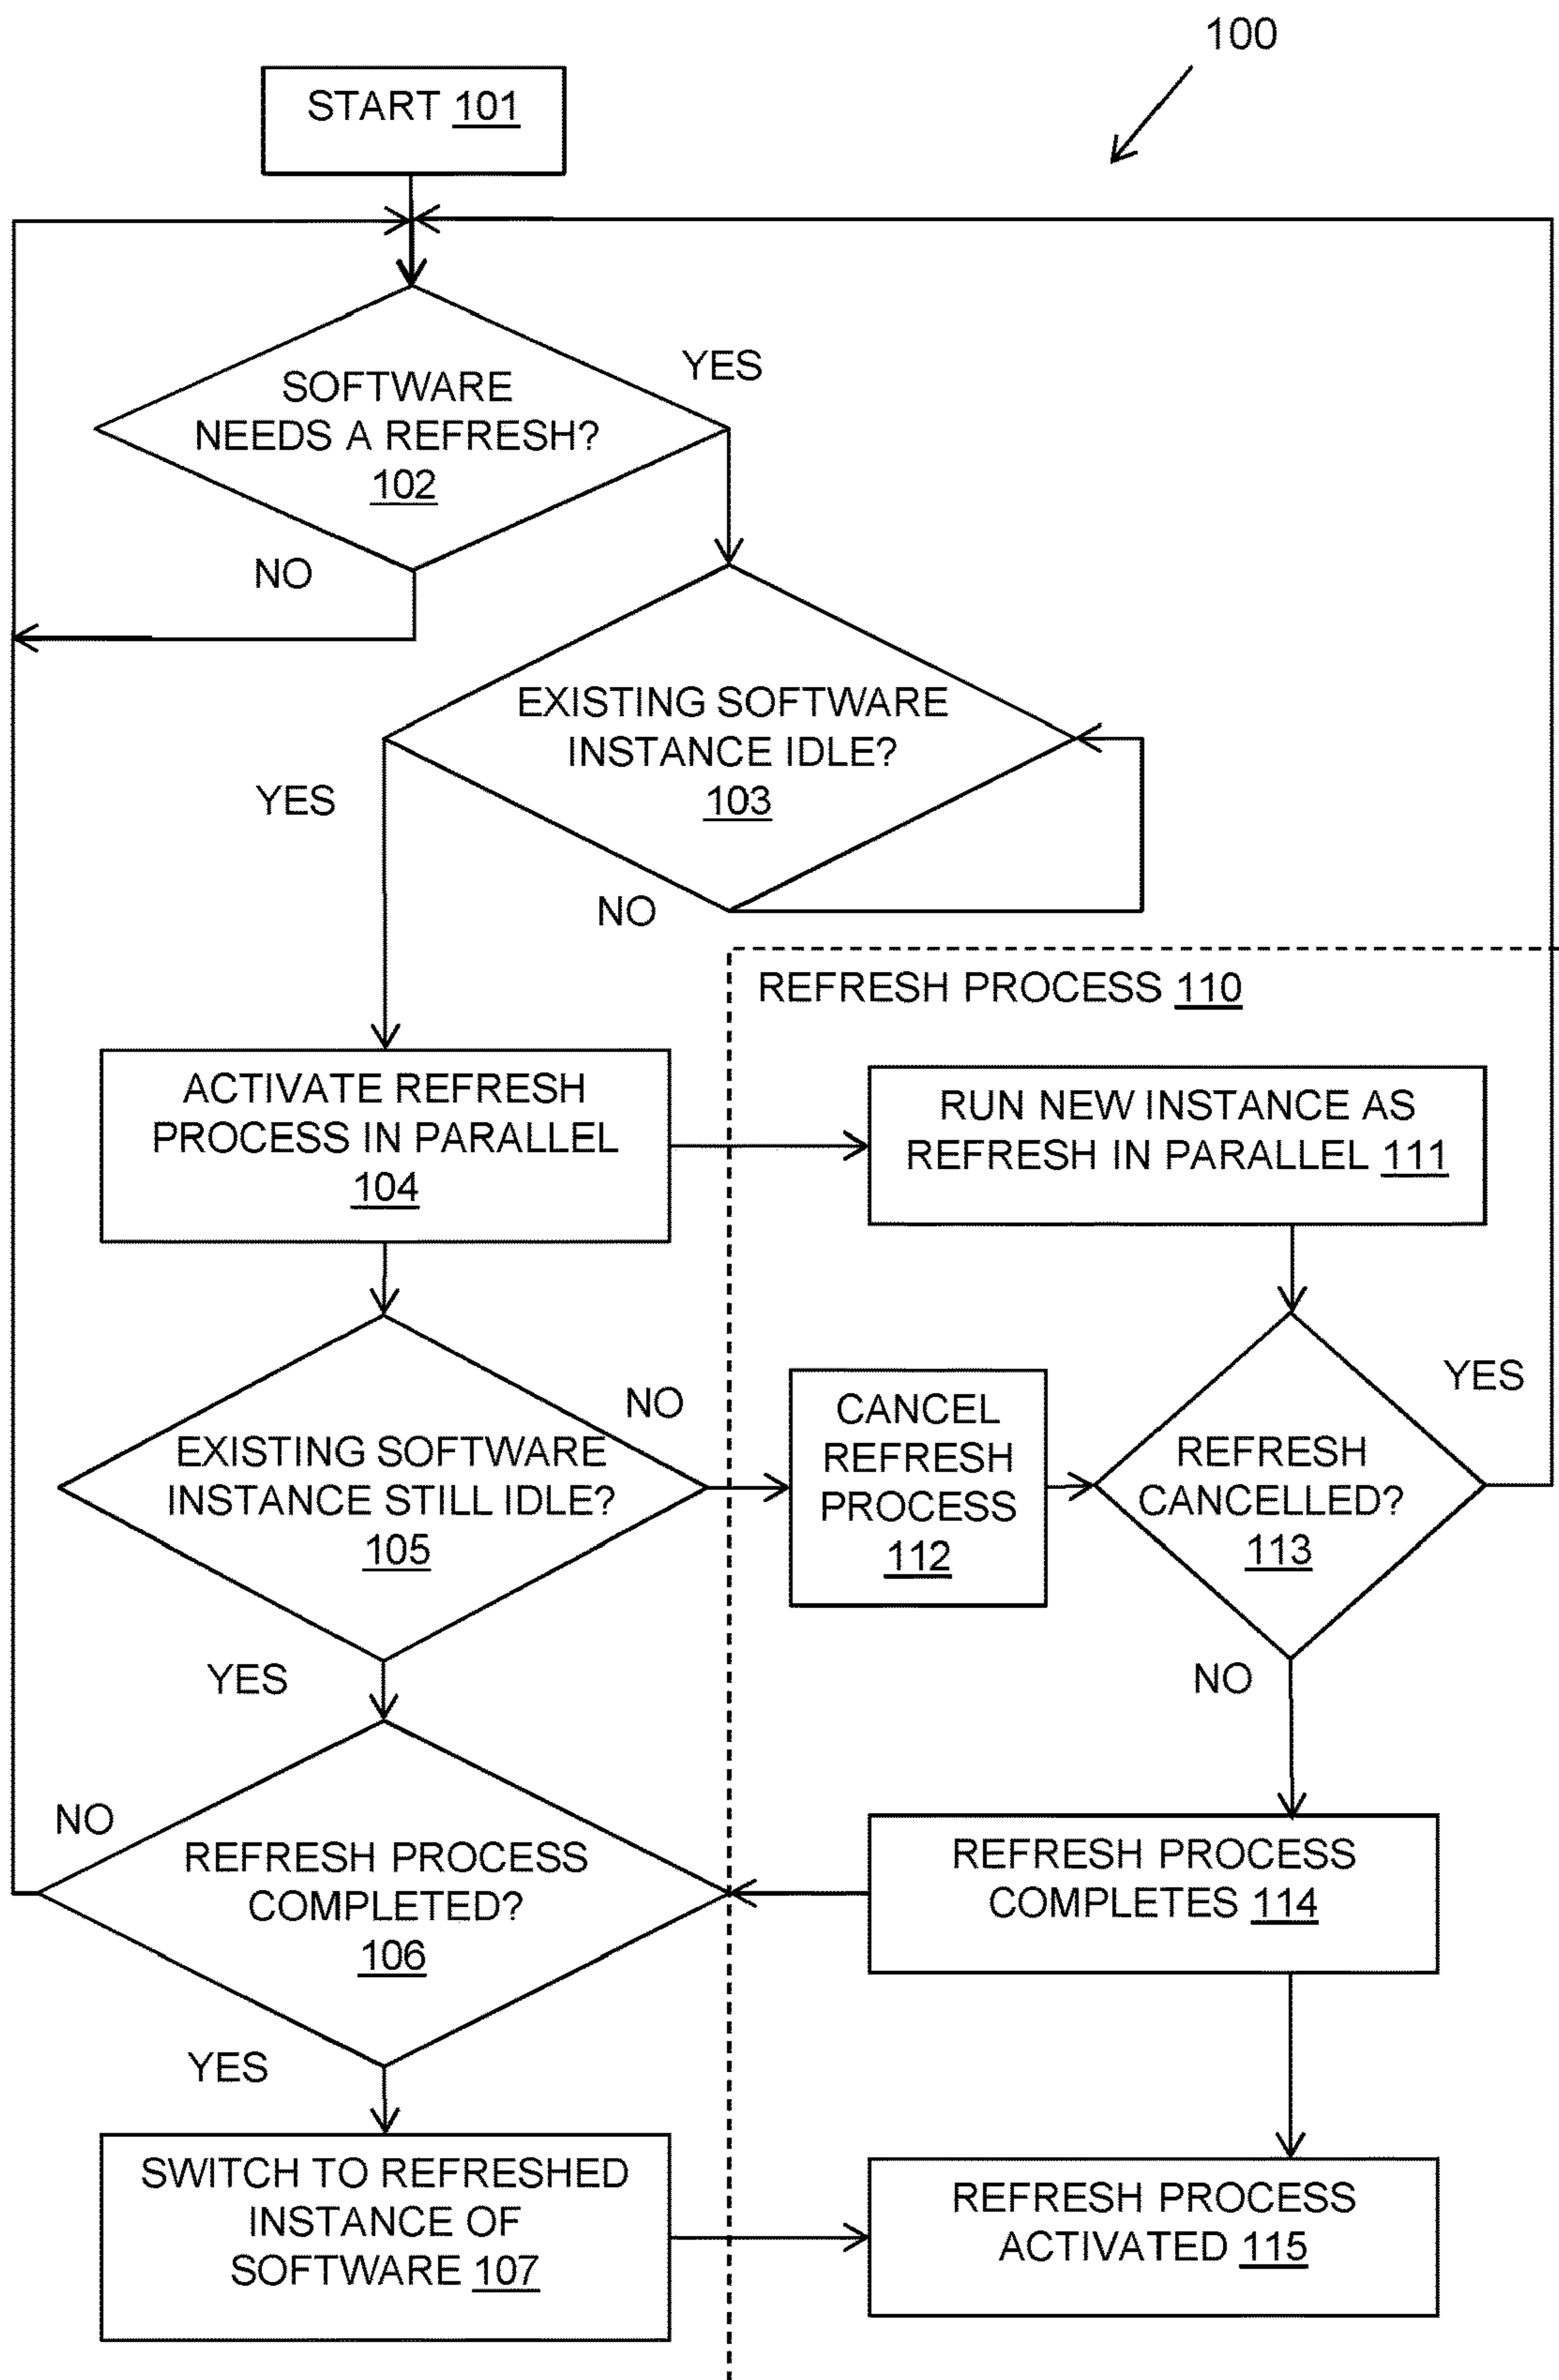 100
START 101
SOFTWARE
NEEDS A REFRESH?
102
YES
NO
EXISTING SOFTWARE
INSTANCE IDLE?
103
YES
NO
REFRESH PROCESS 110
ACTIVATE REFRESH
PROCESS IN PARALLEL
104
RUN NEW INSTANCE AS
REFRESH IN PARALLEL 111
EXISTING SOFTWARE
INSTANCE STILL IDLE?
105
NO
YES
CANCEL
REFRESH
PROCESS
112
REFRESH
CANCELLED?
113
YES
NO
REFRESH PROCESS
COMPLETED?
106
NO
YES
REFRESH PROCESS
COMPLETES 114
SWITCH TO REFRESHED
INSTANCE OF
SOFTWARE 107
REFRESH PROCESS
ACTIVATED 115